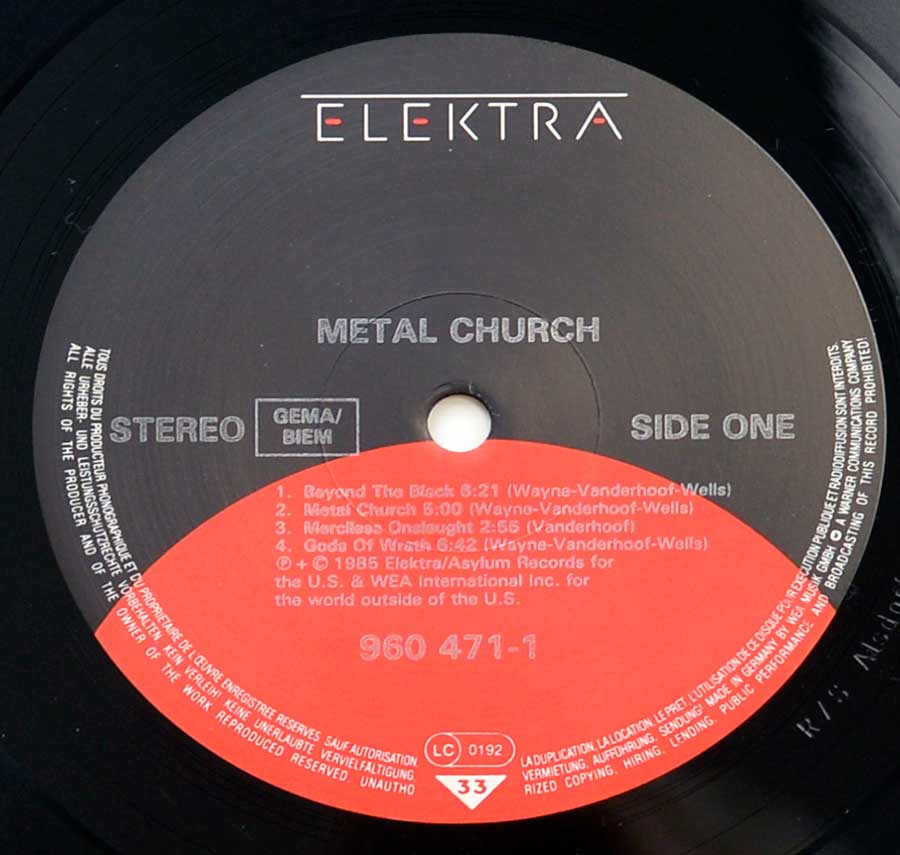 ELEKTRA
METAL CHURCH
STEREO
GEMA/
BIEM
SIDE ONE
1. Beyond The Black 6:21 (Wayne-Vanderhoof-Wells)
2. Metal Church 5:00 (Wayne-Vanderhoof-Wells)
3. Merciless Onslaught 2:56 (Vanderhoof)
4. Gods Of Wrath 6:42 (Wayne-Vanderhoof-Wells)
℗ + © 1985 Elektra/Asylum Records for
the U.S. & WEA International Inc. for
the world outside of the U.S.
960 471-1
LC 0192
33
TOUS DROITS DU PRODUCTEUR PHONOGRAPHIQUE ET DU PROPRIETAIRE DE L'ŒUVRE ENREGISTREE RESERVES SAUF AUTORISATION.
LA DUPLICATION, LA LOCATION, LE PRET, L'UTILISATION DE CE DISQUE POUR EXECUTION PUBLIQUE ET RADIODIFFUSION SONT INTERDITS.
ALLE URHEBER- UND LEISTUNGSSCHUTZRECHTE VORBEHALTEN KEIN VERLEIH! KEINE UNERLAUBTE VERVIELFÄLTIGUNG,
VERMIETUNG, AUFFÜHRUNG, SENDUNG! MADE IN GERMANY BY WEA MUSIK GMBH A WARNER COMMUNICATIONS COMPANY
ALL RIGHTS OF THE PRODUCER AND OF THE OWNER OF THE WORK REPRODUCED RESERVED. UNAUTHO
RIZED COPYING, HIRING, LENDING, PUBLIC PERFORMANCE AND BROADCASTING OF THIS RECORD PROHIBITED!
R/S Alsdorf